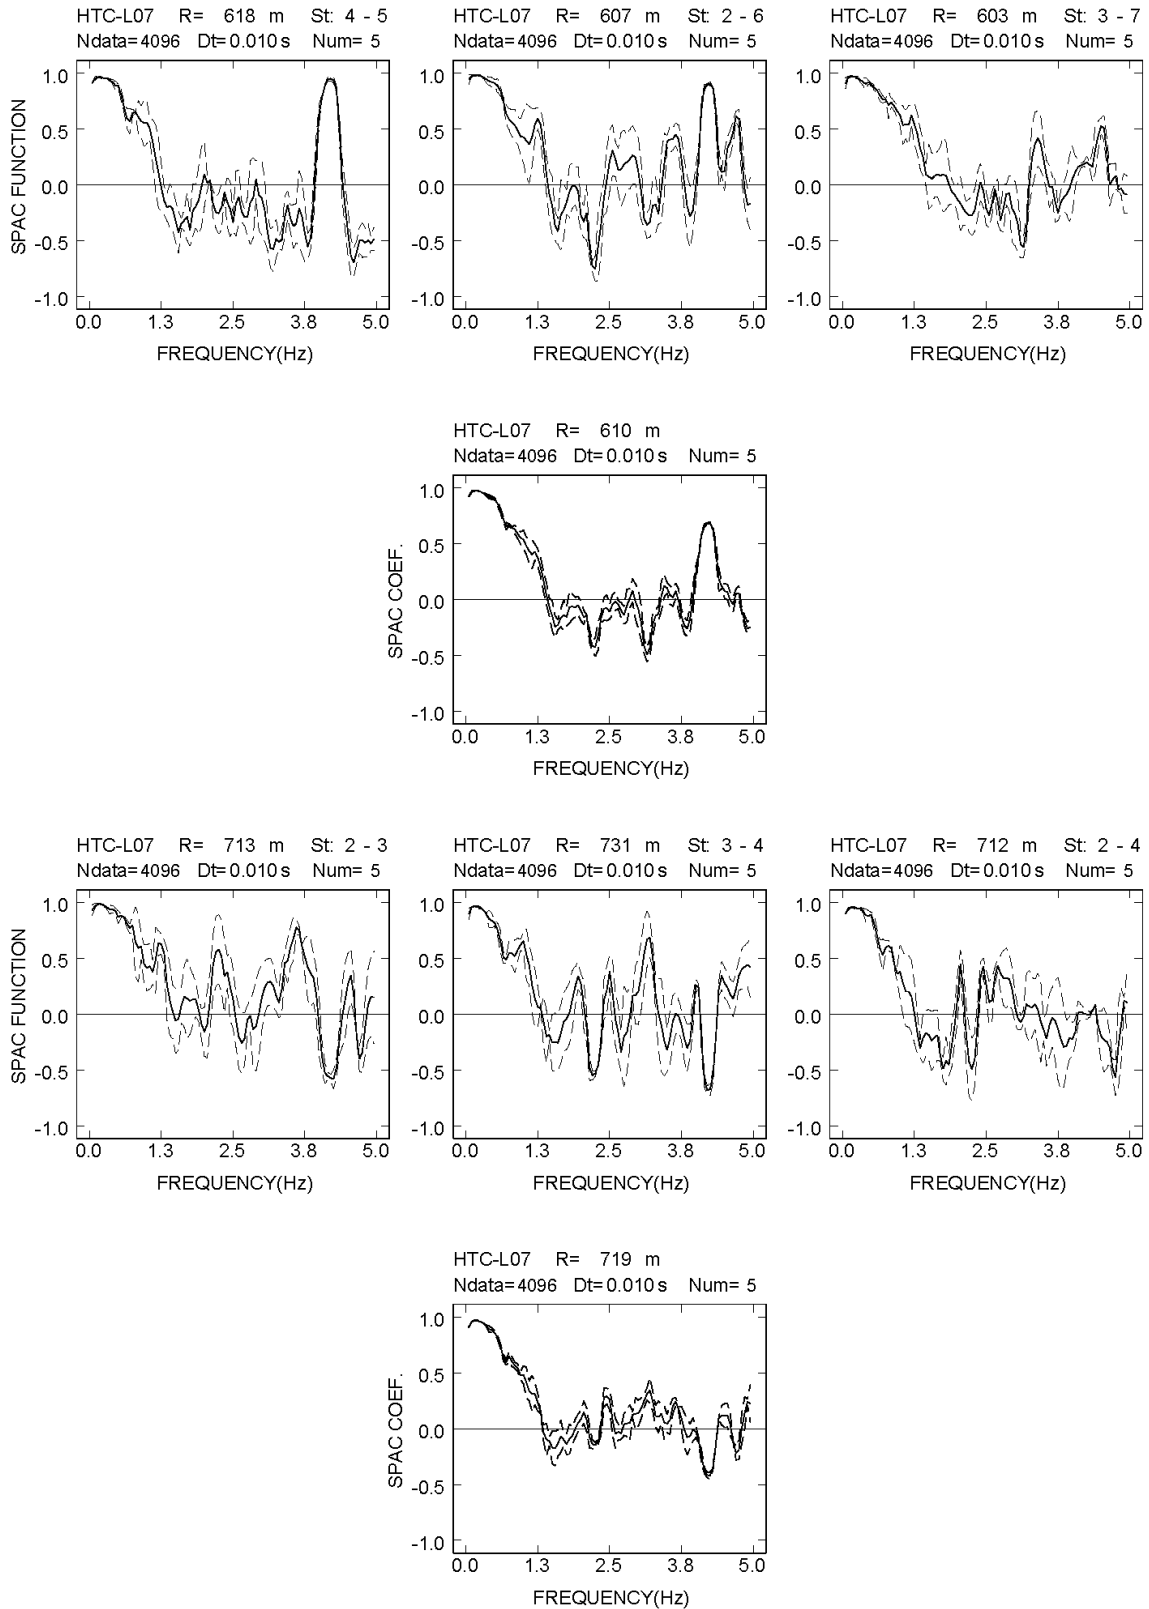 HTC-L07 R= 618 m St: 4 - 5
Ndata=4096 Dt=0.010 s Num= 5
1.0
0.5
0.0
-0.5
-1.0
SPAC FUNCTION
0.0 1.3 2.5 3.8 5.0
FREQUENCY(Hz)
HTC-L07 R= 607 m St: 2 - 6
Ndata=4096 Dt=0.010 s Num= 5
1.0
0.5
0.0
-0.5
-1.0
0.0 1.3 2.5 3.8 5.0
FREQUENCY(Hz)
HTC-L07 R= 603 m St: 3 - 7
Ndata=4096 Dt=0.010 s Num= 5
1.0
0.5
0.0
-0.5
-1.0
0.0 1.3 2.5 3.8 5.0
FREQUENCY(Hz)
HTC-L07 R= 610 m
Ndata=4096 Dt=0.010 s Num= 5
1.0
0.5
0.0
-0.5
-1.0
SPAC COEF.
0.0 1.3 2.5 3.8 5.0
FREQUENCY(Hz)
HTC-L07 R= 713 m St: 2 - 3
Ndata=4096 Dt=0.010 s Num= 5
1.0
0.5
0.0
-0.5
-1.0
SPAC FUNCTION
0.0 1.3 2.5 3.8 5.0
FREQUENCY(Hz)
HTC-L07 R= 731 m St: 3 - 4
Ndata=4096 Dt=0.010 s Num= 5
1.0
0.5
0.0
-0.5
-1.0
0.0 1.3 2.5 3.8 5.0
FREQUENCY(Hz)
HTC-L07 R= 712 m St: 2 - 4
Ndata=4096 Dt=0.010 s Num= 5
1.0
0.5
0.0
-0.5
-1.0
0.0 1.3 2.5 3.8 5.0
FREQUENCY(Hz)
HTC-L07 R= 719 m
Ndata=4096 Dt=0.010 s Num= 5
1.0
0.5
0.0
-0.5
-1.0
SPAC COEF.
0.0 1.3 2.5 3.8 5.0
FREQUENCY(Hz)